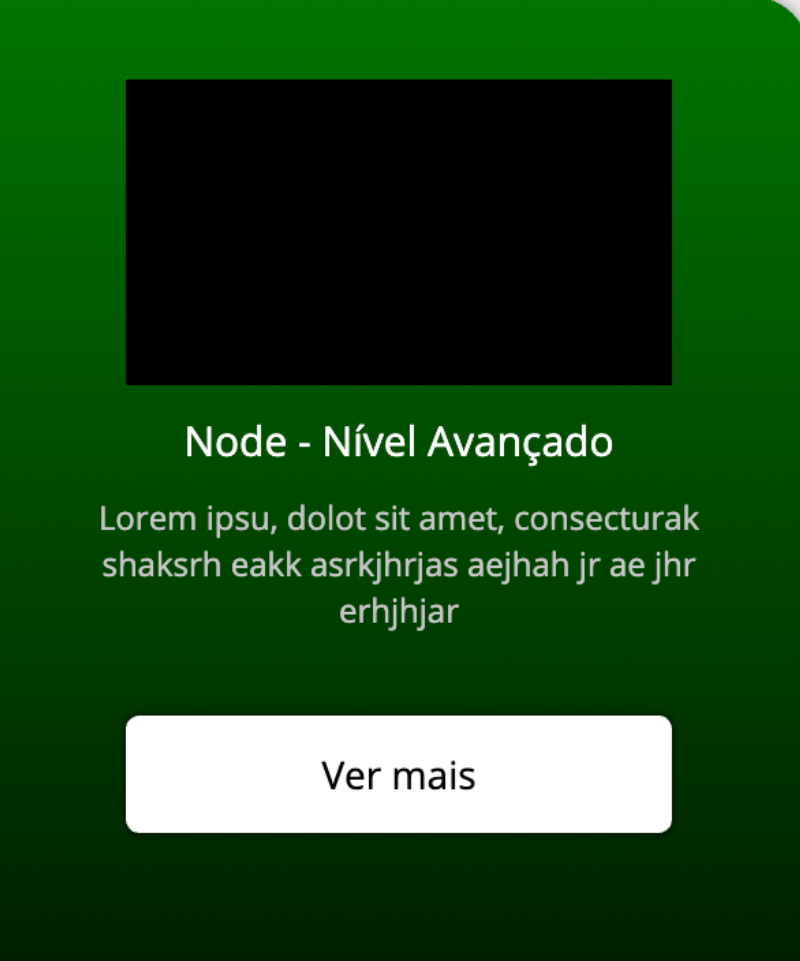 Node - Nível Avançado
Lorem ipsu, dolot sit amet, consecturak
shaksrh eakk asrkjhrjas aejhah jr ae jhr
erhjhjar
Ver mais